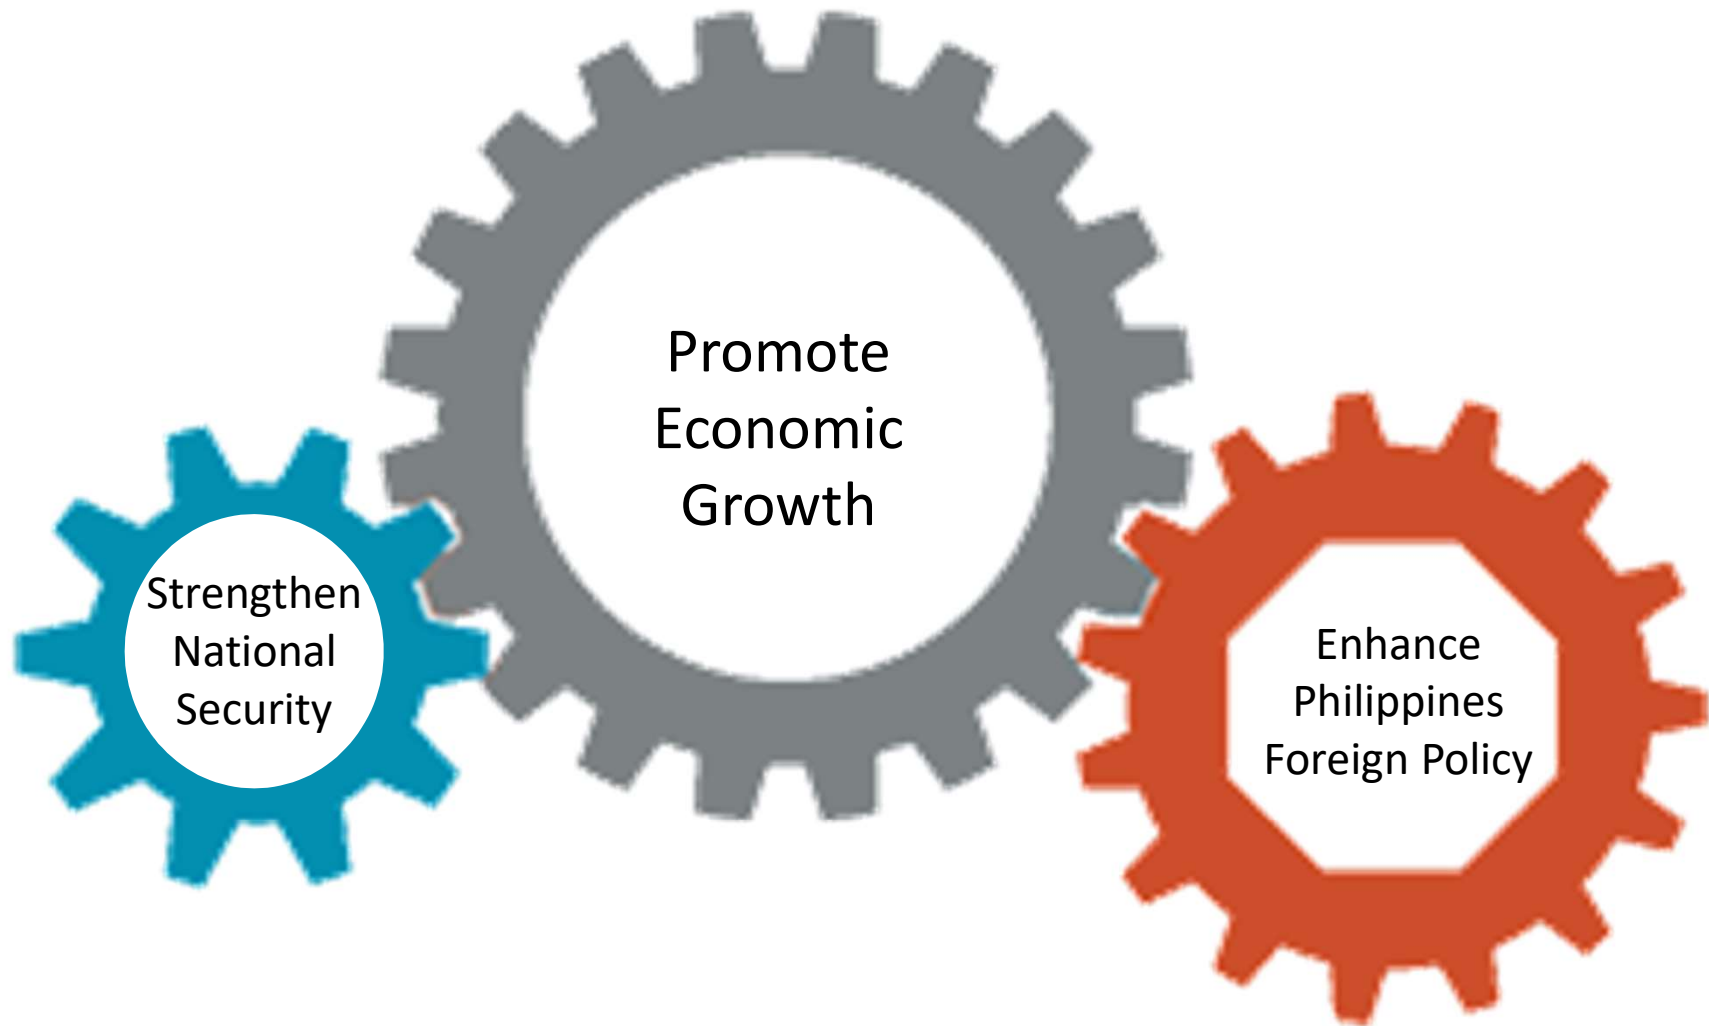 Promote
Economic
Growth
Strengthen
National
Security
Enhance
Philippines
Foreign Policy